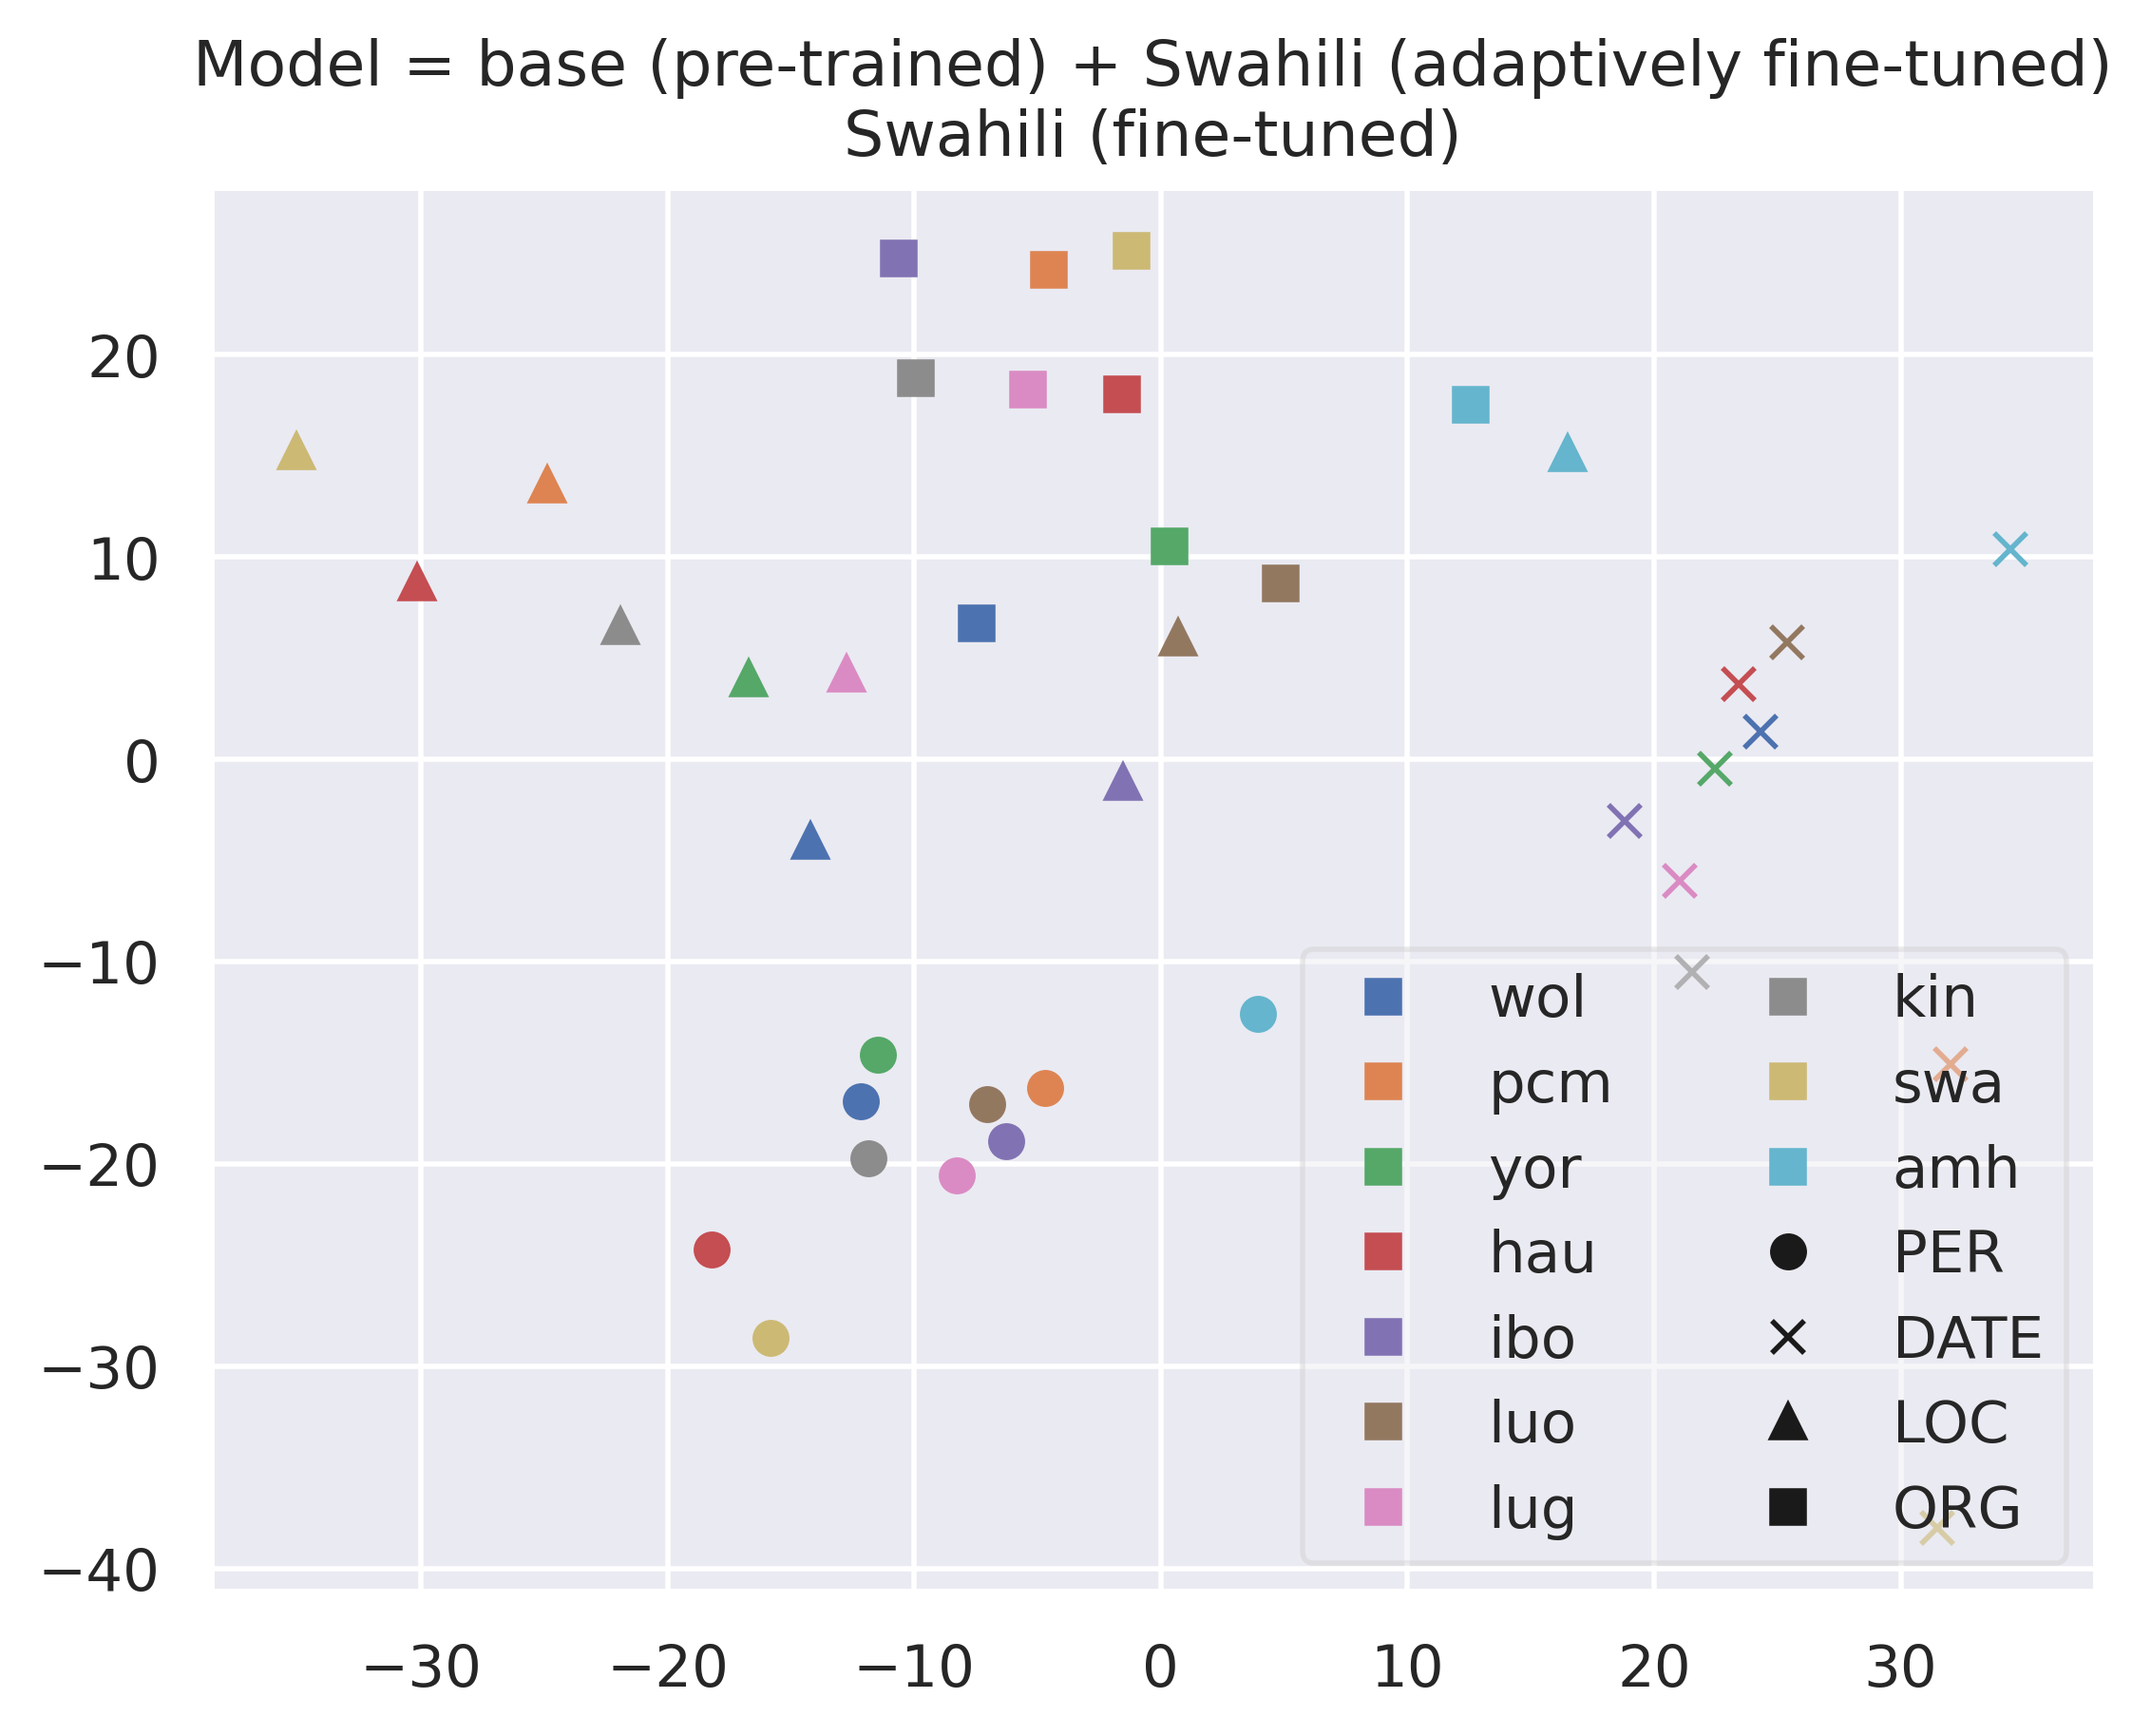 Model = base (pre-trained) + Swahili (adaptively fine-tuned)
Swahili (fine-tuned)
20
10
0
−10
−20
−30
−40
−30
−20
−10
0
10
20
30
wol
pcm
yor
hau
ibo
luo
lug
kin
swa
amh
PER
DATE
LOC
ORG